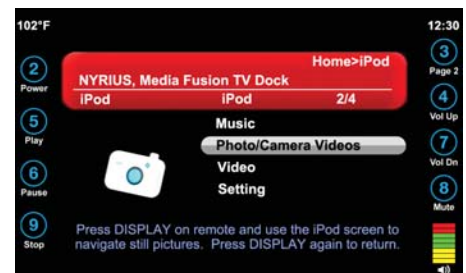 102°F
12:30
Home>iPod
NYRIUS, Media Fusion TV Dock
iPod iPod 2/4
2
Power
5
Play
6
Pause
9
Stop
Music
Photo/Camera Videos
Video
Setting
3
Page 2
4
Vol Up
7
Vol Dn
8
Mute
Press DISPLAY on remote and use the iPod screen to
navigate still pictures. Press DISPLAY again to return.